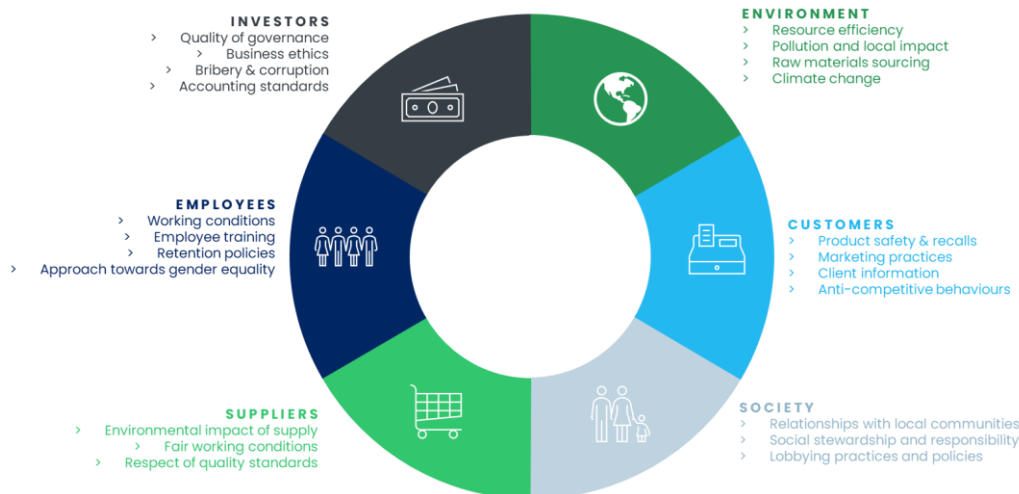 INVESTORS
> Quality of governance
> Business ethics
> Bribery & corruption
> Accounting standards
ENVIRONMENT
> Resource efficiency
> Pollution and local impact
> Raw materials sourcing
> Climate change
EMPLOYEES
> Working conditions
> Employee training
> Retention policies
> Approach towards gender equality
CUSTOMERS
> Product safety & recalls
> Marketing practices
> Client information
> Anti-competitive behaviours
SUPPLIERS
> Environmental impact of supply
> Fair working conditions
> Respect of quality standards
SOCIETY
> Relationships with local communities
> Social stewardship and responsibility
> Lobbying practices and policies